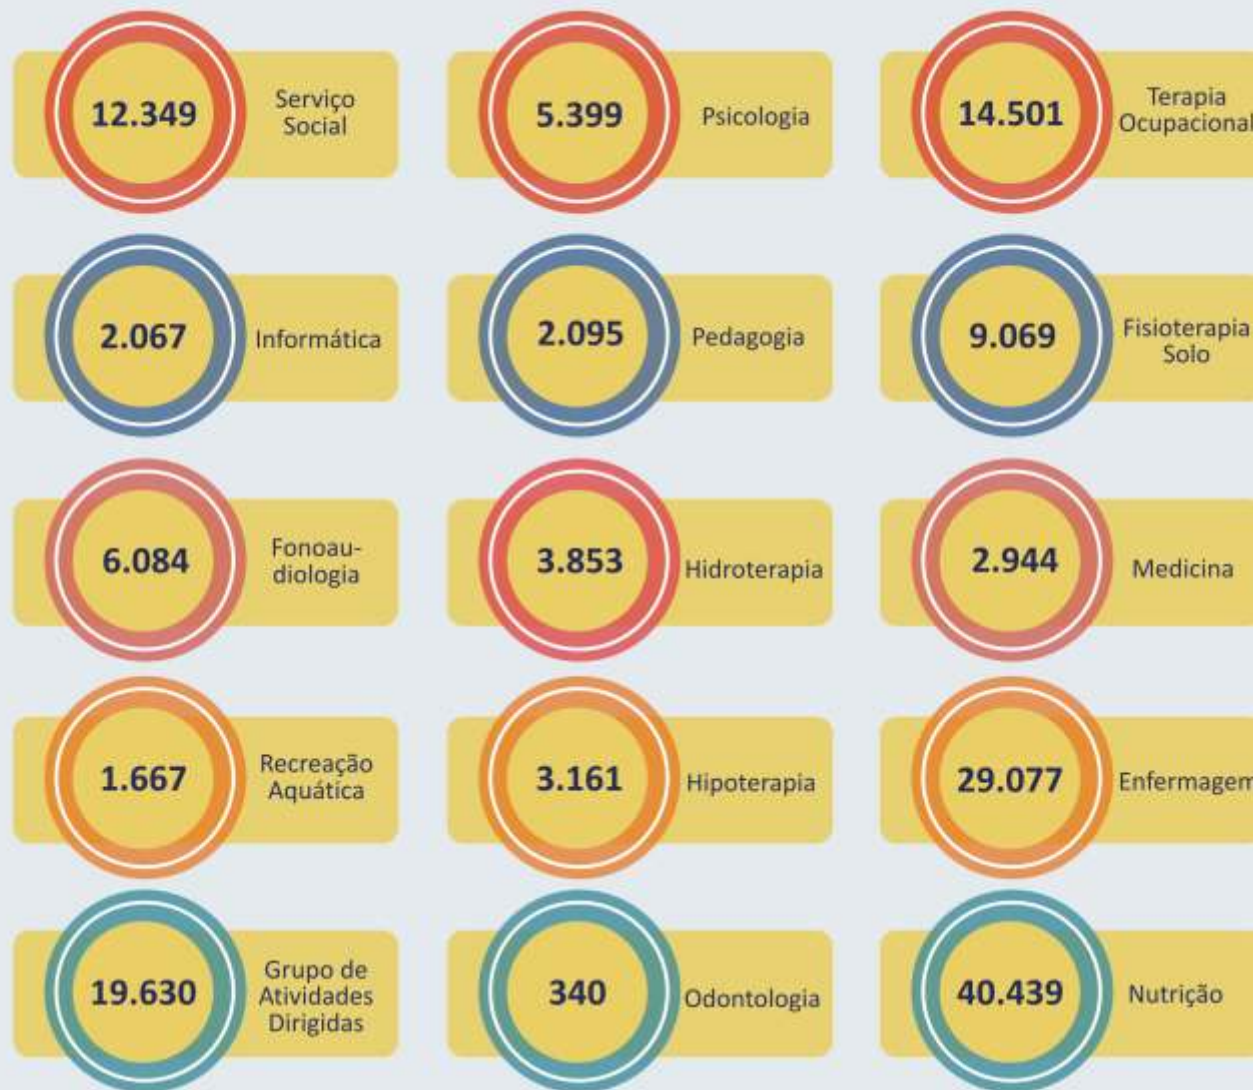 12.349
Serviço
Social
5.399
Psicologia
14.501
Terapia
Ocupacional
2.067
Informática
2.095
Pedagogia
9.069
Fisioterapia
Solo
6.084
Fonoau-
diologia
3.853
Hidroterapia
2.944
Medicina
1.667
Recreação
Aquática
3.161
Hipoterapia
29.077
Enfermagem
19.630
Grupo de
Atividades
Dirigidas
340
Odontologia
40.439
Nutrição